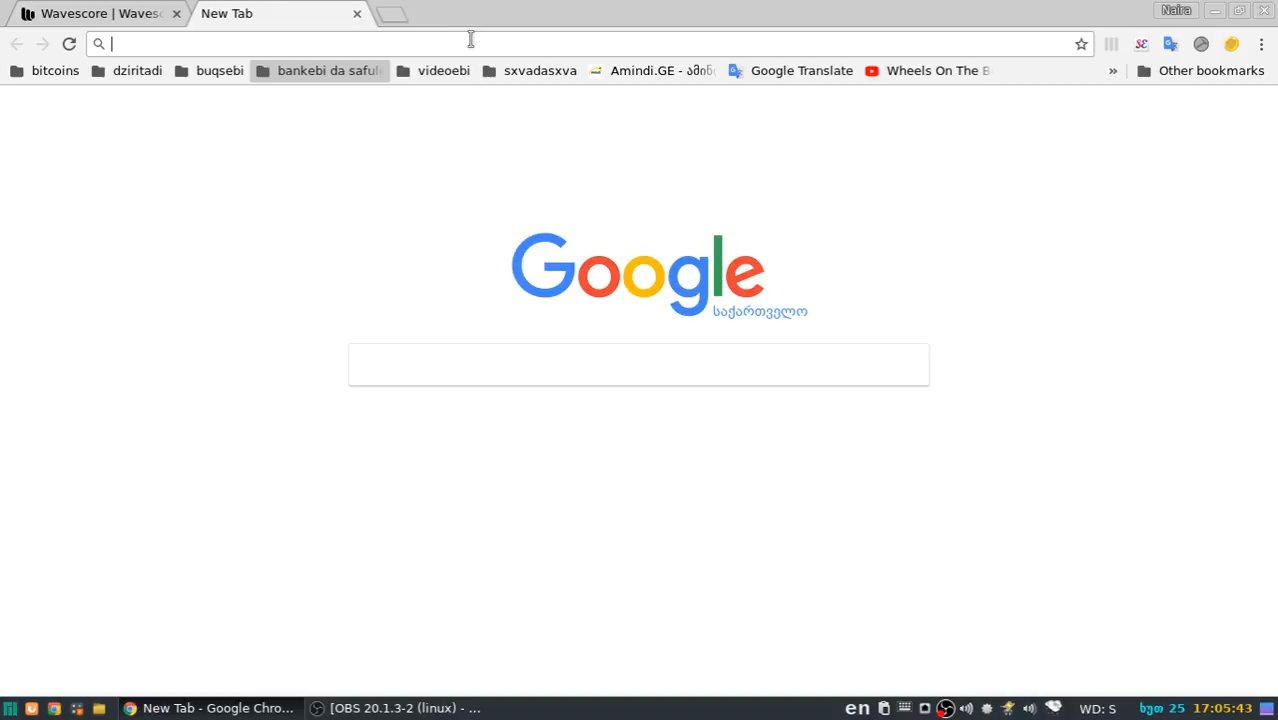 Wavescore | Wavesc
New Tab
Naira
bitcoins
dziritadi
buqsebi
bankebi da saful
videoebi
sxvadasxva
Amindi.GE - ამინ
Google Translate
Wheels On The B
»
Other bookmarks
Google
საქართველო
New Tab - Google Chro...
[OBS 20.1.3-2 (linux) - ...
en
WD: S
ხუთ 25
17:05:43